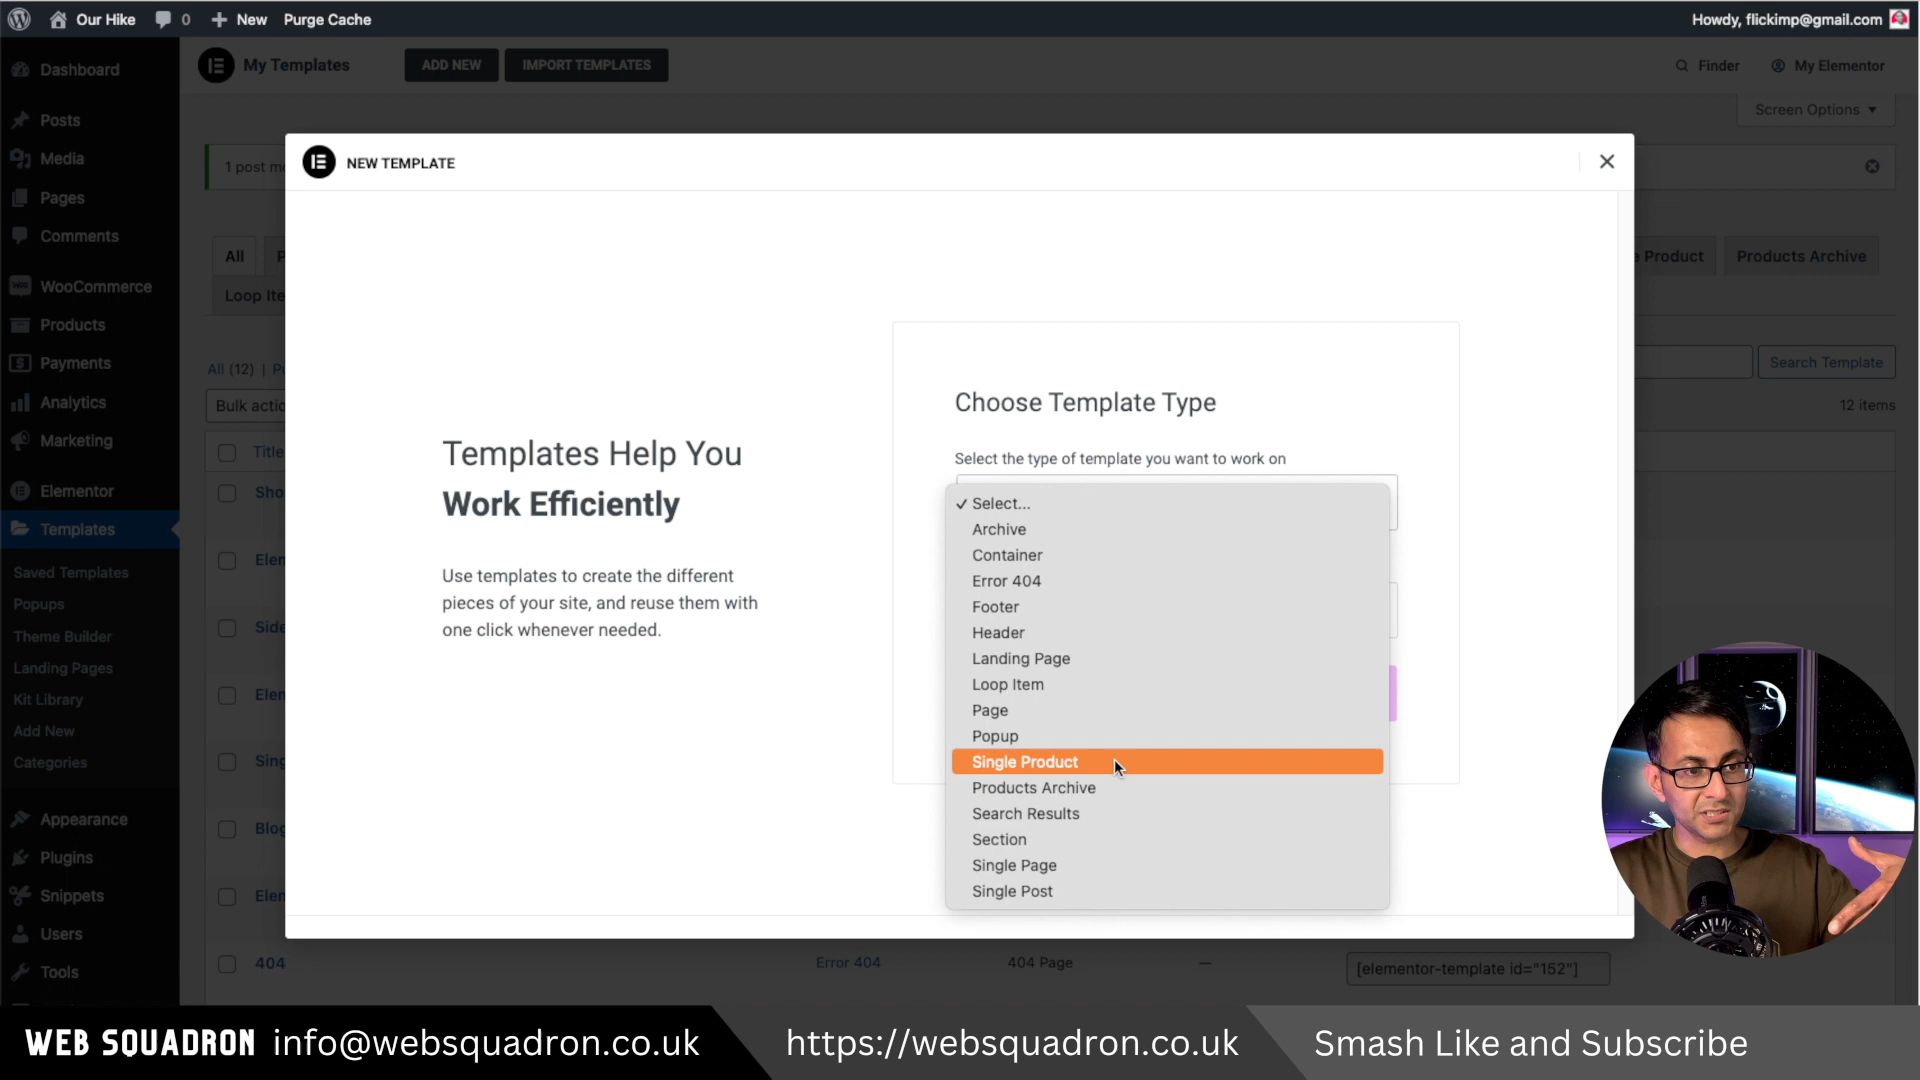 Our Hike
0
New
Purge Cache
Howdy, flickimp@gmail.com
Dashboard
Posts
Media
Pages
Comments
WooCommerce
Products
Payments
Analytics
Marketing
Elementor
Templates
Saved Templates
Popups
Theme Builder
Landing Pages
Kit Library
Add New
Categories
Appearance
Plugins
Snippets
Users
Tools
My Templates
ADD NEW
IMPORT TEMPLATES
Finder
My Elementor
Screen Options
1 post
All
P
Product
Products Archive
Loop Ite
All (12) |
Search Template
Bulk actio
12 items
Title
Sho
Elem
Side
Elem
Sing
Blog
Elem
404
Error 404
404 Page
—
[elementor-template id="152"]
NEW TEMPLATE
Templates Help You
Work Efficiently
Use templates to create the different
pieces of your site, and reuse them with
one click whenever needed.
Choose Template Type
Select the type of template you want to work on
✓ Select...
Archive
Container
Error 404
Footer
Header
Landing Page
Loop Item
Page
Popup
Single Product
Products Archive
Search Results
Section
Single Page
Single Post
WEB SQUADRON info@websquadron.co.uk
https://websquadron.co.uk
Smash Like and Subscribe